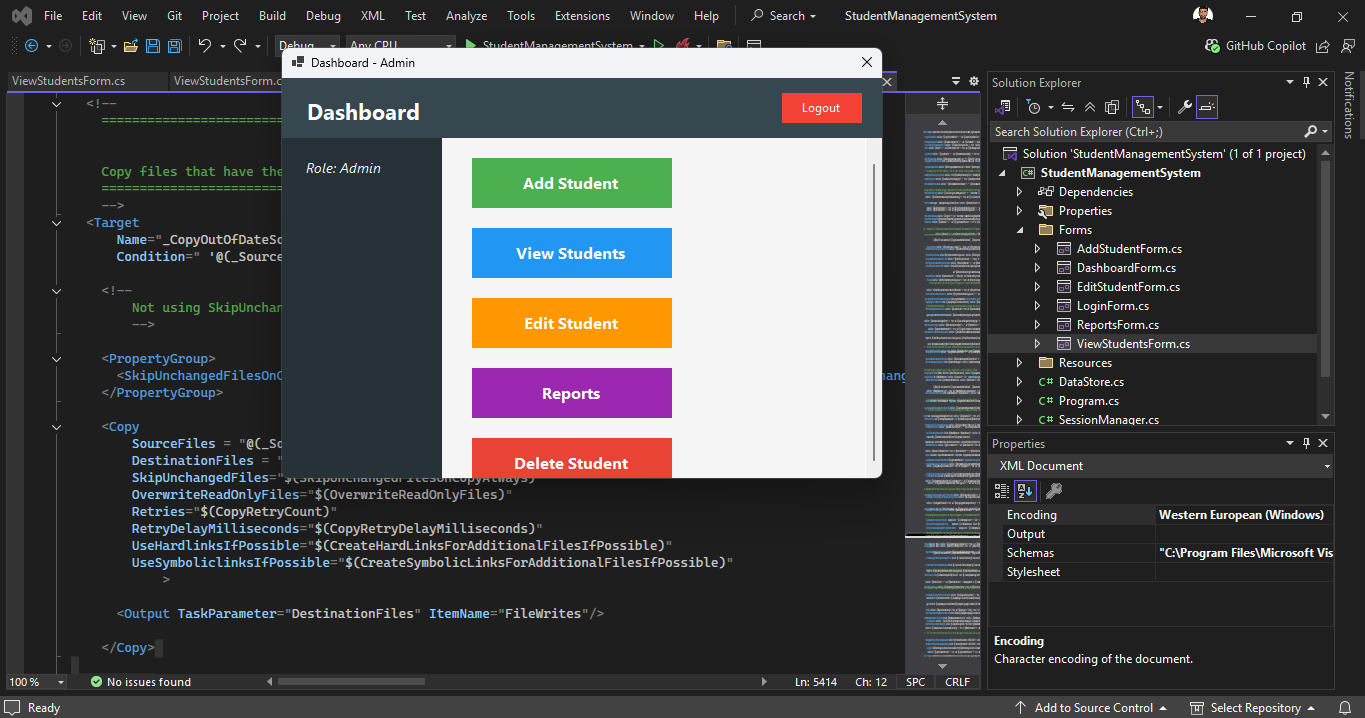 File Edit View Git Project Build Debug XML Test Analyze Tools Extensions Window Help Search StudentManagementSystem
Debug Any CPU StudentManagementSystem GitHub Copilot
ViewStudentsForm.cs ViewStudentsForm.c
Dashboard - Admin
Dashboard
Logout
Role: Admin
Add Student
View Students
Edit Student
Reports
Delete Student
<!--
Copy files that have the
-->
<Target
Name="_CopyOutOfDateSo
Condition=" '@(_Source
<!--
Not using SkipUnchan
-->
<PropertyGroup>
<SkipUnchangedFilesOnC
</PropertyGroup>
<Copy
SourceFiles = "@(_So
DestinationFiles = "
SkipUnchangedFiles="$(SkipUnchangedFilesOnCopyAlways)"
OverwriteReadOnlyFiles="$(OverwriteReadOnlyFiles)"
Retries="$(CopyRetryCount)"
RetryDelayMilliseconds="$(CopyRetryDelayMilliseconds)"
UseHardlinksIfPossible="$(CreateHardLinksForAdditionalFilesIfPossible)"
UseSymboliclinksIfPossible="$(CreateSymbolicLinksForAdditionalFilesIfPossible)"
>
<Output TaskParameter="DestinationFiles" ItemName="FileWrites"/>
</Copy>
100 % No issues found Ln: 5414 Ch: 12 SPC CRLF
Solution Explorer
Search Solution Explorer (Ctrl+;)
Solution 'StudentManagementSystem' (1 of 1 project)
StudentManagementSystem
Dependencies
Properties
Forms
AddStudentForm.cs
DashboardForm.cs
EditStudentForm.cs
LoginForm.cs
ReportsForm.cs
ViewStudentsForm.cs
Resources
C# DataStore.cs
C# Program.cs
C# SessionManager.cs
Properties
XML Document
Encoding Western European (Windows)
Output
Schemas "C:\Program Files\Microsoft Vis
Stylesheet
Encoding
Character encoding of the document.
Notifications
Ready Add to Source Control Select Repository